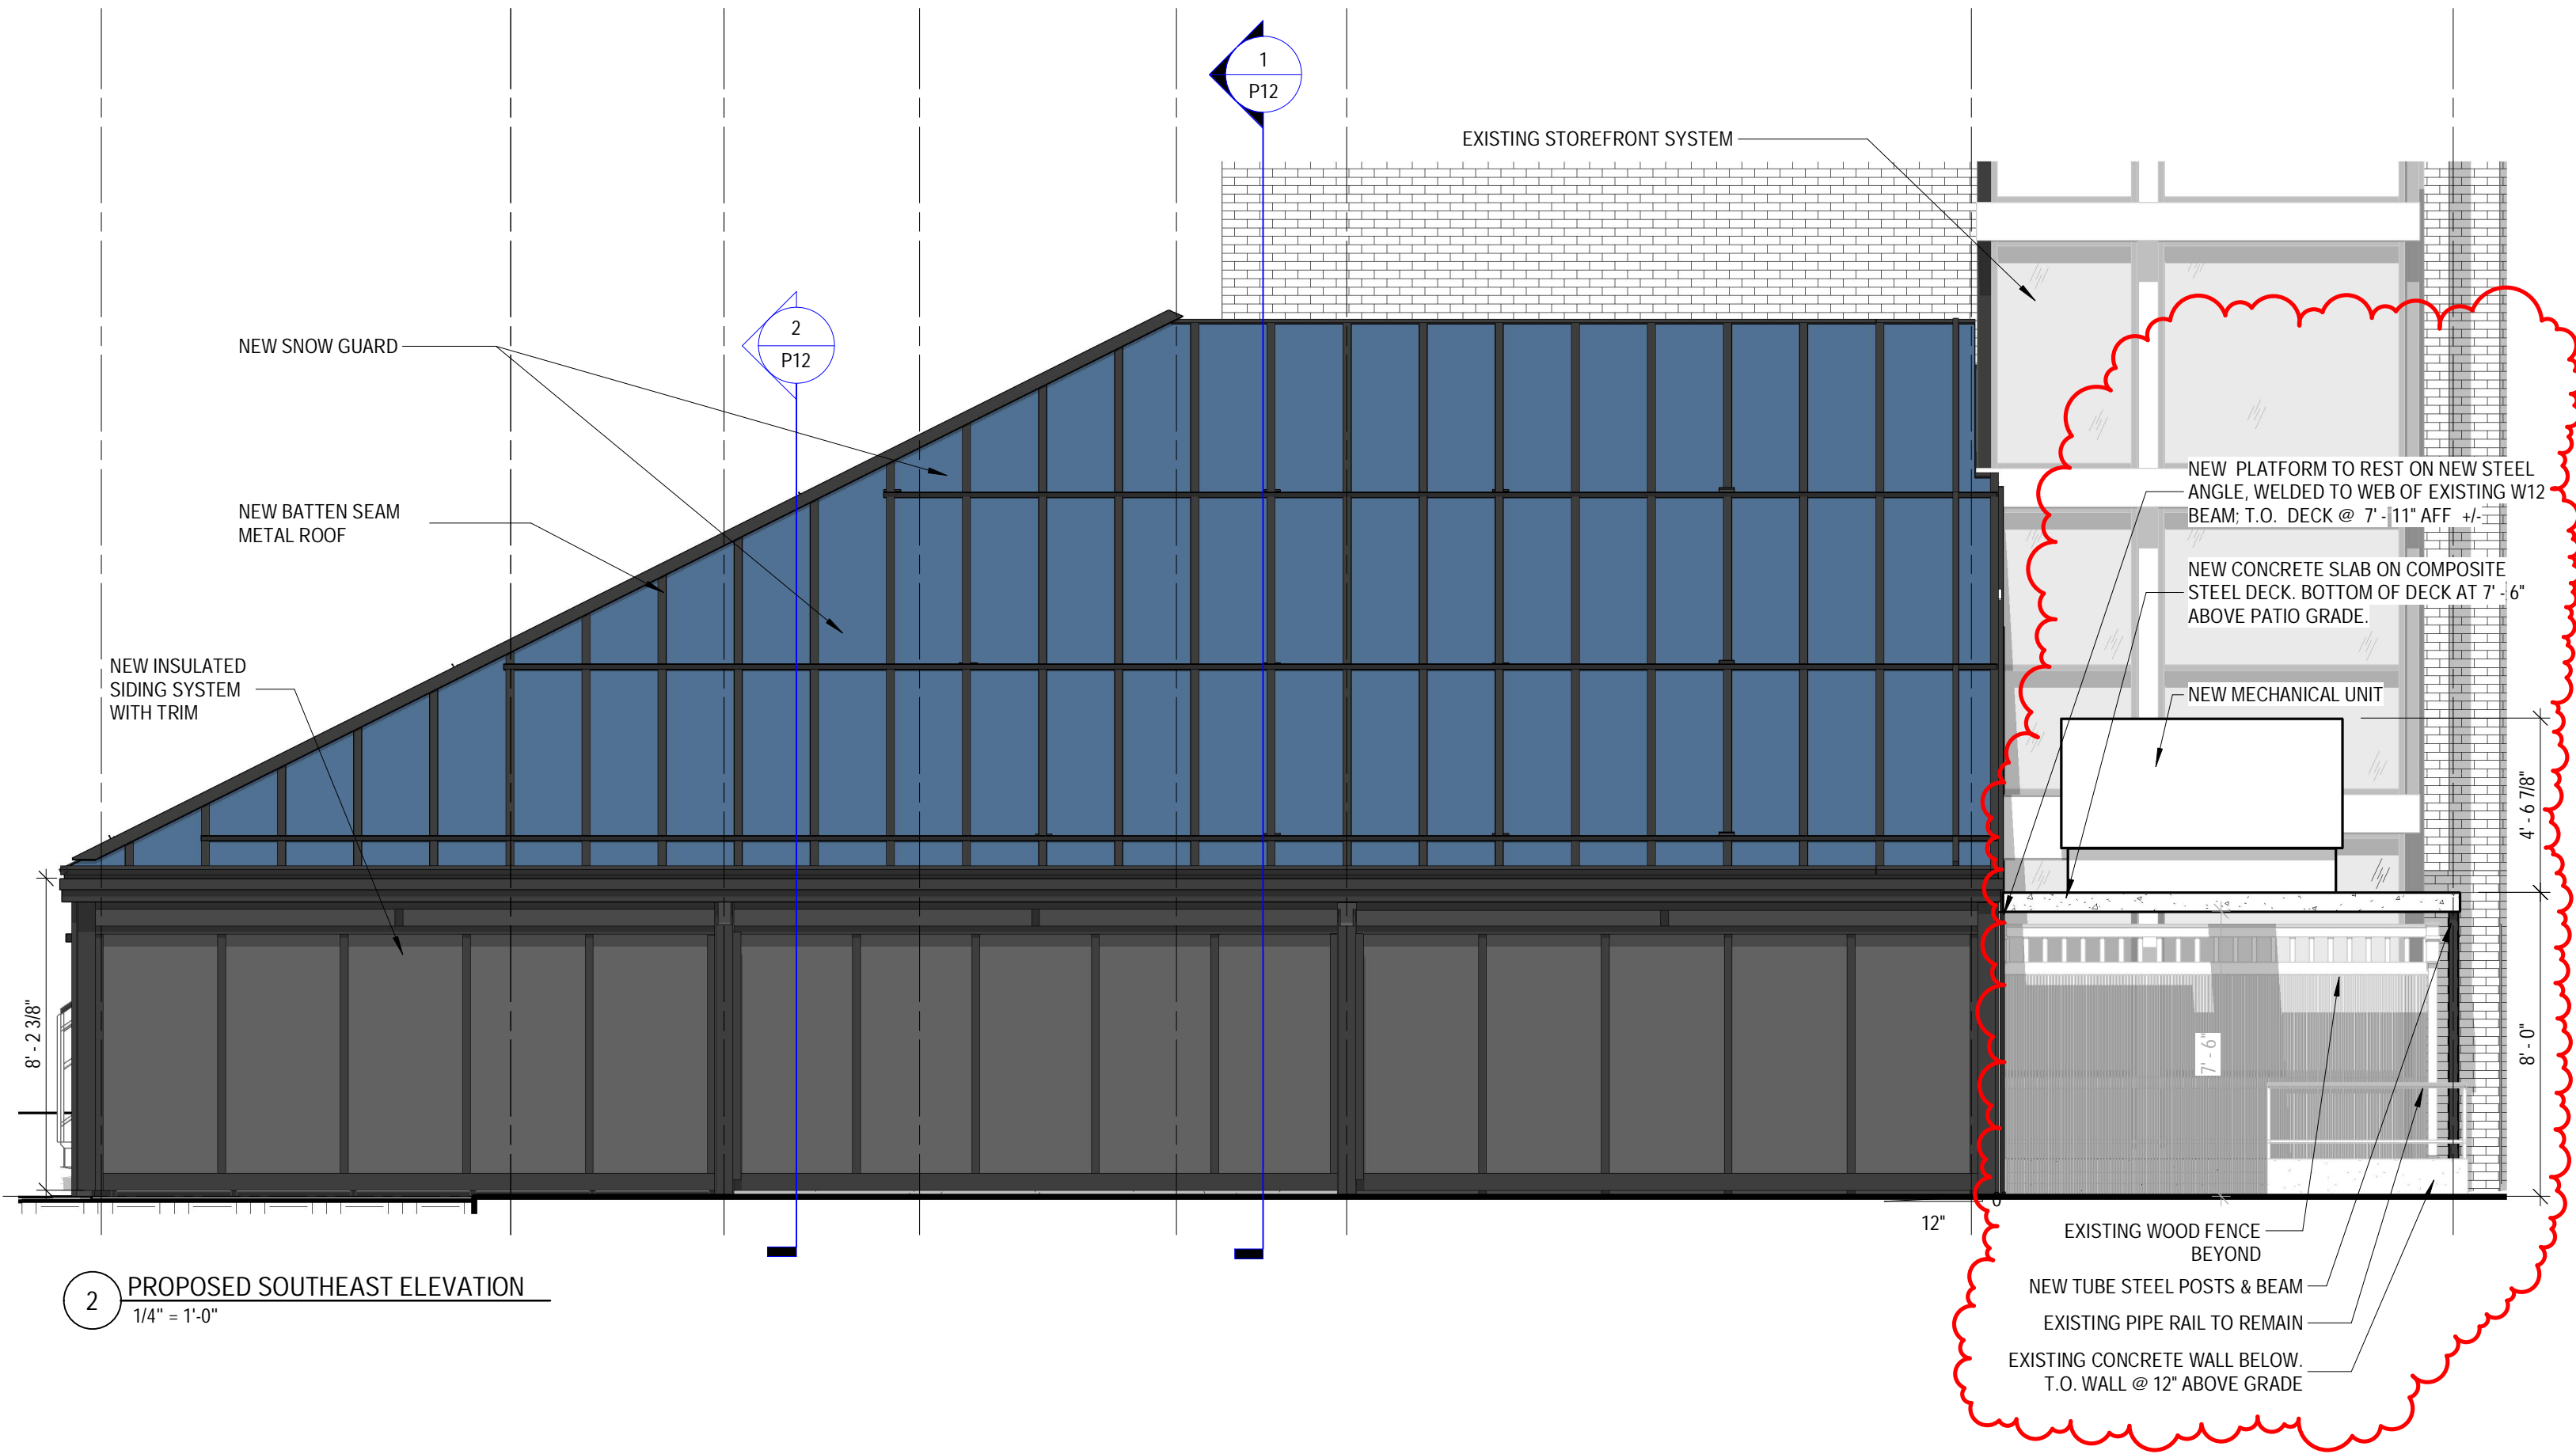 1
P12
EXISTING STOREFRONT SYSTEM
2
P12
NEW SNOW GUARD
NEW BATTEN SEAM
METAL ROOF
NEW INSULATED
SIDING SYSTEM
WITH TRIM
NEW PLATFORM TO REST ON NEW STEEL
ANGLE, WELDED TO WEB OF EXISTING W12
BEAM; T.O. DECK @ 7' - 11" AFF +/-
NEW CONCRETE SLAB ON COMPOSITE
STEEL DECK. BOTTOM OF DECK AT 7' - 6"
ABOVE PATIO GRADE.
NEW MECHANICAL UNIT
4' - 6 7/8"
8' - 2 3/8"
7' - 6"
8' - 0"
12"
0
EXISTING WOOD FENCE
BEYOND
NEW TUBE STEEL POSTS & BEAM
EXISTING PIPE RAIL TO REMAIN
EXISTING CONCRETE WALL BELOW.
T.O. WALL @ 12" ABOVE GRADE
2
PROPOSED SOUTHEAST ELEVATION
1/4" = 1'-0"